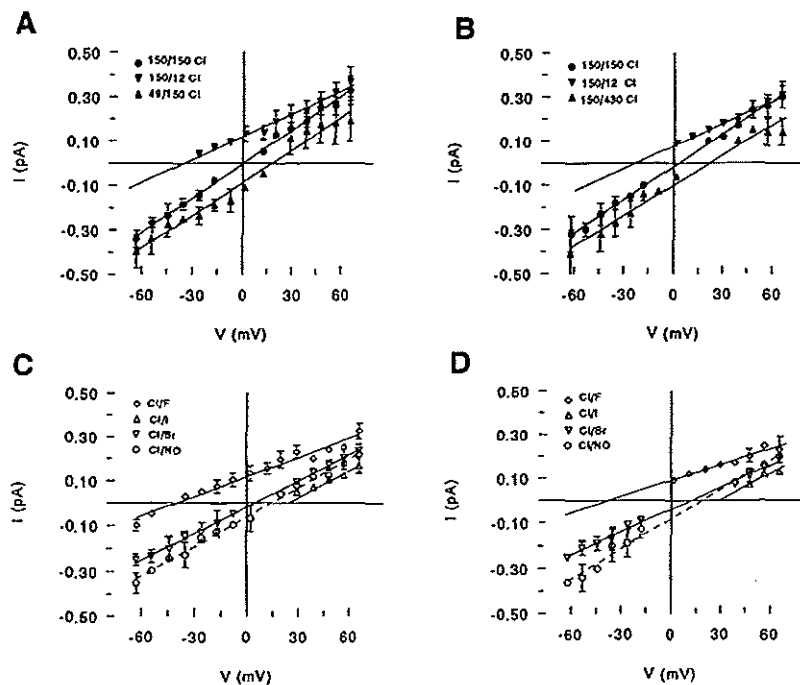 A
0.50
0.30
0.10
-0.10
-0.30
-0.50
I (pA)
150/150 Cl
150/12 Cl
49/150 Cl
-60
-30
0
30
60
V (mV)
B
0.50
0.30
0.10
-0.10
-0.30
-0.50
I (pA)
150/150 Cl
150/12 Cl
150/430 Cl
-60
-30
0
30
60
V (mV)
C
0.50
0.30
0.10
-0.10
-0.30
-0.50
I (pA)
Cl/F
Cl/I
Cl/Br
Cl/NO
-60
-30
0
30
60
V (mV)
D
0.50
0.30
0.10
-0.10
-0.30
-0.50
I (pA)
Cl/F
Cl/I
Cl/Br
Cl/NO
-60
-30
0
30
60
V (mV)